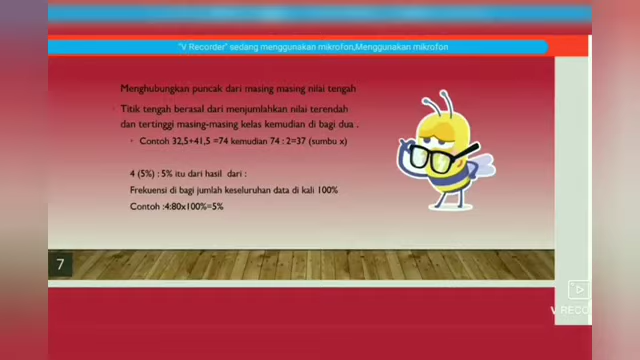 "V Recorder" sedang menggunakan mikrofon,Menggunakan mikrofon
Menghubungkan puncak dari masing masing nilai tengah
Titik tengah berasal dari menjumlahkan nilai terendah
dan tertinggi masing-masing kelas kemudian di bagi dua .
• Contoh 32,5+41,5 =74 kemudian 74 : 2=37 (sumbu x)
4 (5%) : 5% itu dari hasil dari :
Frekuensi di bagi jumlah keseluruhan data di kali 100%
Contoh :4:80x100%=5%
7
V RECO